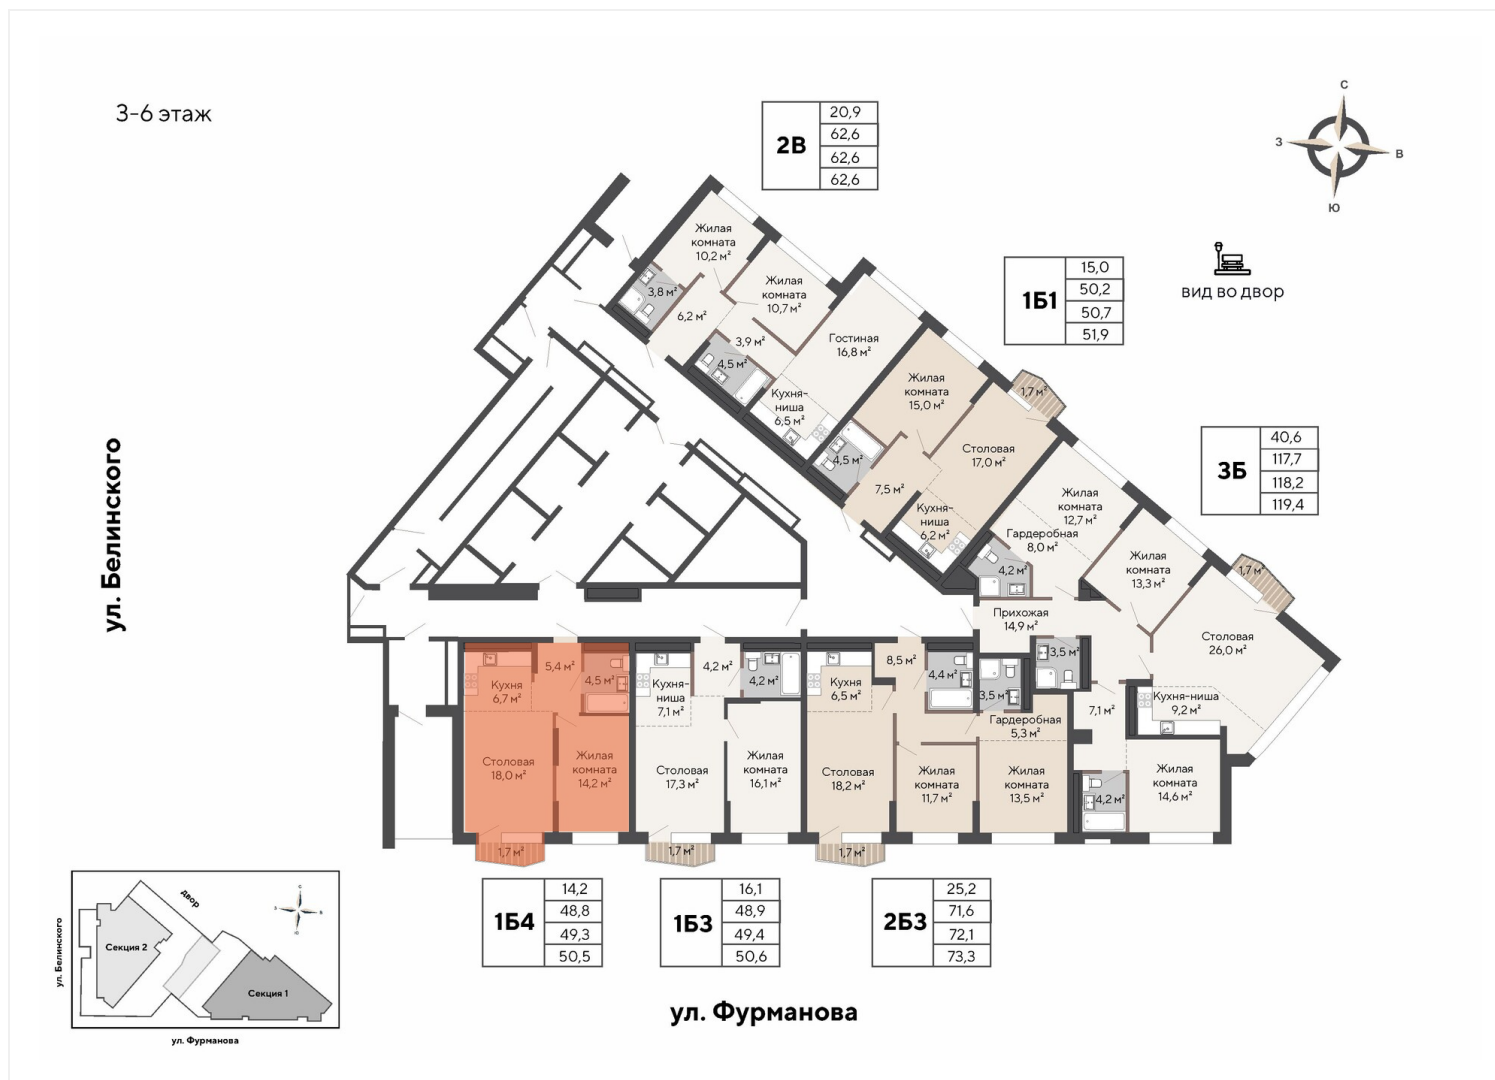 3-6 этаж
2В
20,9
62,6
62,6
62,6
С
З
В
Ю
вид во двор
1Б1
15,0
50,2
50,7
51,9
3Б
40,6
117,7
118,2
119,4
ул. Белинского
Жилая
комната
10,2 м²
3,8 м²
6,2 м²
Жилая
комната
10,7 м²
3,9 м²
4,5 м²
Гостиная
16,8 м²
Кухня-
ниша
6,5 м²
Жилая
комната
15,0 м²
1,7 м²
4,5 м²
7,5 м²
Столовая
17,0 м²
Кухня-
ниша
6,2 м²
Жилая
комната
12,7 м²
Гардеробная
8,0 м²
4,2 м²
Жилая
комната
13,3 м²
1,7 м²
Прихожая
14,9 м²
3,5 м²
Столовая
26,0 м²
Кухня-ниша
9,2 м²
7,1 м²
4,2 м²
Жилая
комната
14,6 м²
5,4 м²
4,5 м²
Кухня
6,7 м²
Столовая
18,0 м²
Жилая
комната
14,2 м²
1,7 м²
4,2 м²
4,2 м²
Кухня-
ниша
7,1 м²
Столовая
17,3 м²
Жилая
комната
16,1 м²
1,7 м²
8,5 м²
4,4 м²
3,5 м²
Кухня
6,5 м²
Гардеробная
5,3 м²
Столовая
18,2 м²
Жилая
комната
11,7 м²
Жилая
комната
13,5 м²
1,7 м²
1Б4
14,2
48,8
49,3
50,5
1Б3
16,1
48,9
49,4
50,6
2Б3
25,2
71,6
72,1
73,3
ул. Фурманова
ул. Белинского
двор
С
З
В
Ю
Секция 2
Секция 1
ул. Фурманова